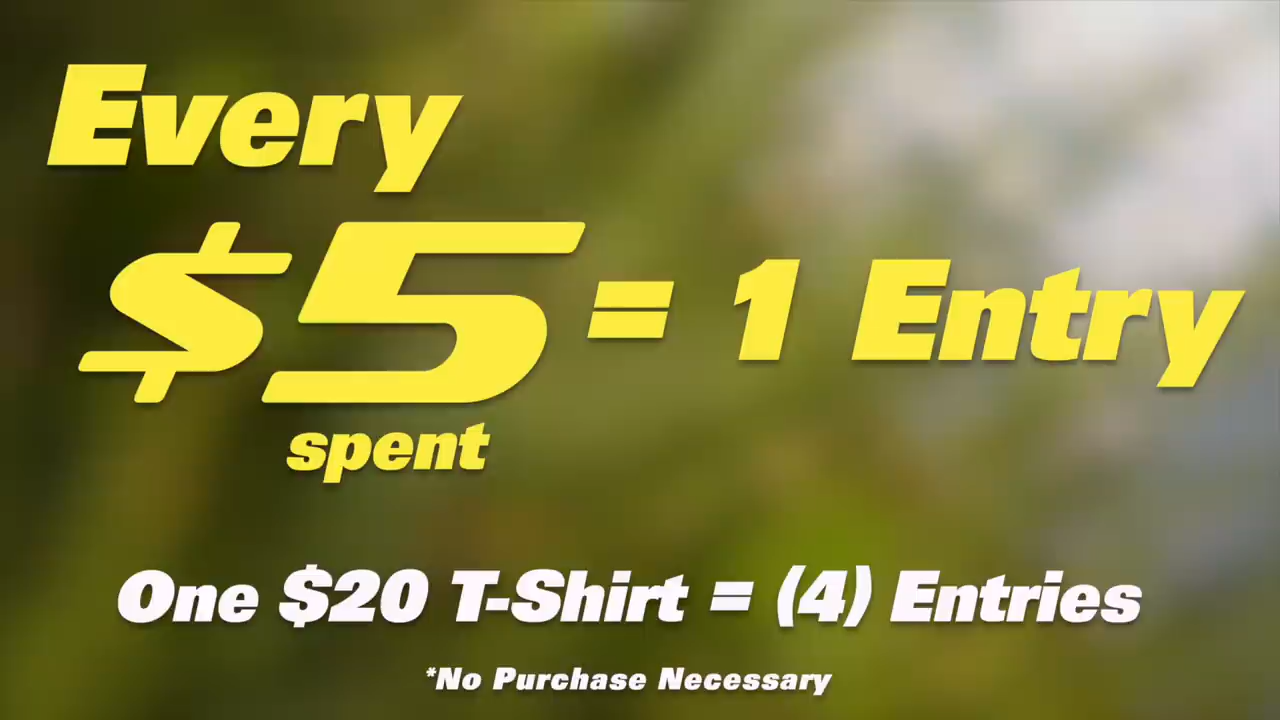 Every
$5 = 1 Entry
spent
One $20 T-Shirt = (4) Entries
*No Purchase Necessary